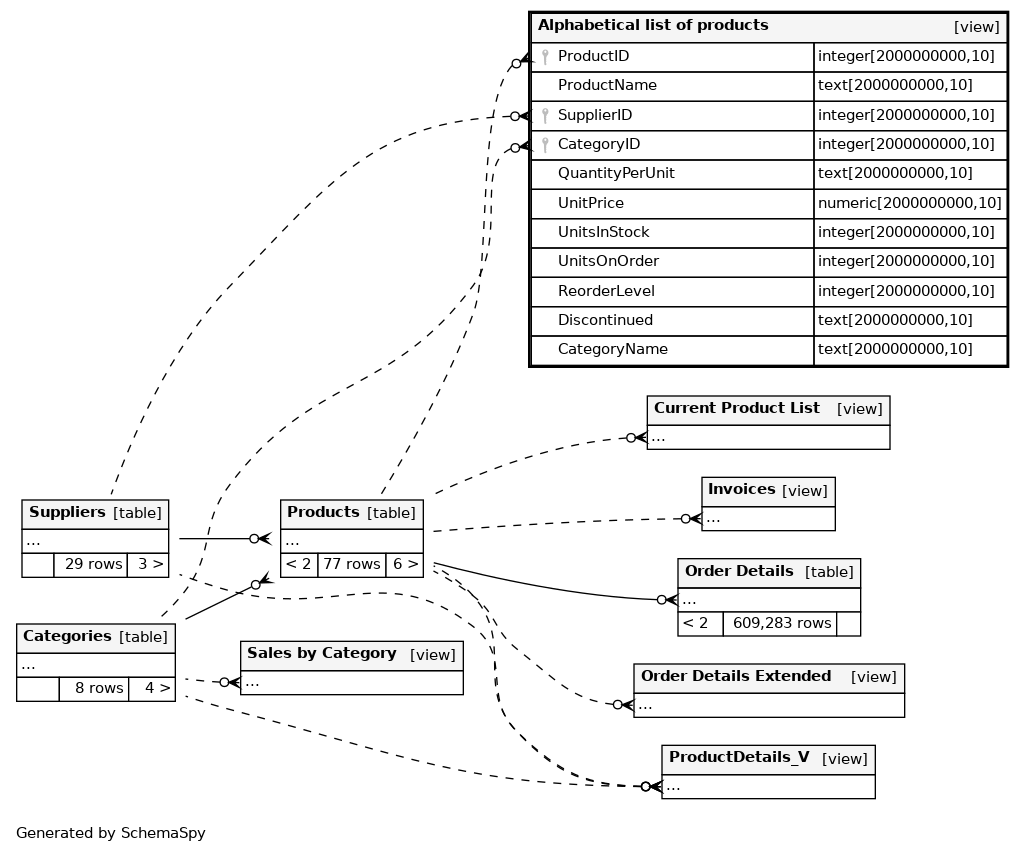 Alphabetical list of products [view]
ProductID integer[2000000000,10]
ProductName text[2000000000,10]
SupplierID integer[2000000000,10]
CategoryID integer[2000000000,10]
QuantityPerUnit text[2000000000,10]
UnitPrice numeric[2000000000,10]
UnitsInStock integer[2000000000,10]
UnitsOnOrder integer[2000000000,10]
ReorderLevel integer[2000000000,10]
Discontinued text[2000000000,10]
CategoryName text[2000000000,10]
Current Product List [view]
...
Invoices [view]
...
Suppliers [table]
...
29 rows 3 >
Products [table]
...
< 2 77 rows 6 >
Order Details [table]
...
< 2 609,283 rows
Categories [table]
...
8 rows 4 >
Sales by Category [view]
...
Order Details Extended [view]
...
ProductDetails_V [view]
...
Generated by SchemaSpy